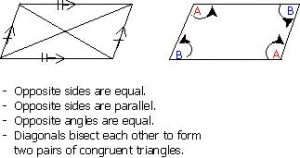 A B
B A
- Opposite sides are equal.
- Opposite sides are parallel.
- Opposite angles are equal.
- Diagonals bisect each other to form
two pairs of congruent triangles.